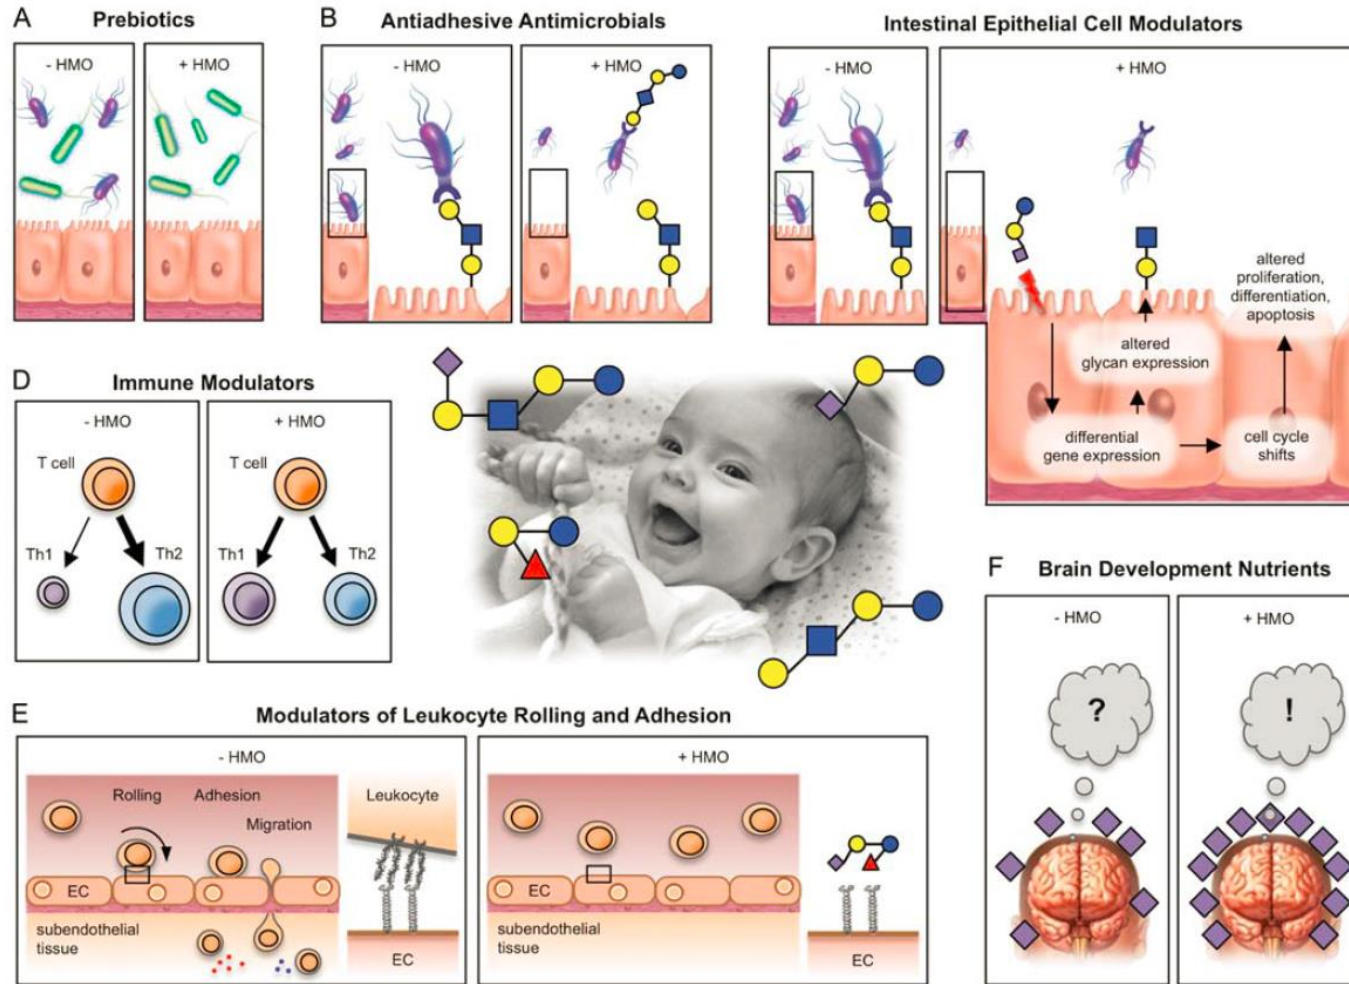 A
Prebiotics
- HMO
+ HMO
B
Antiadhesive Antimicrobials
- HMO
+ HMO
Intestinal Epithelial Cell Modulators
- HMO
+ HMO
altered
proliferation,
differentiation,
apoptosis
altered
glycan expression
differential
gene expression
cell cycle
shifts
D
Immune Modulators
- HMO
T cell
Th1
Th2
+ HMO
T cell
Th1
Th2
E
Modulators of Leukocyte Rolling and Adhesion
- HMO
Rolling
Adhesion
Migration
EC
subendothelial
tissue
Leukocyte
EC
+ HMO
EC
subendothelial
tissue
EC
F
Brain Development Nutrients
- HMO
?
+ HMO
!